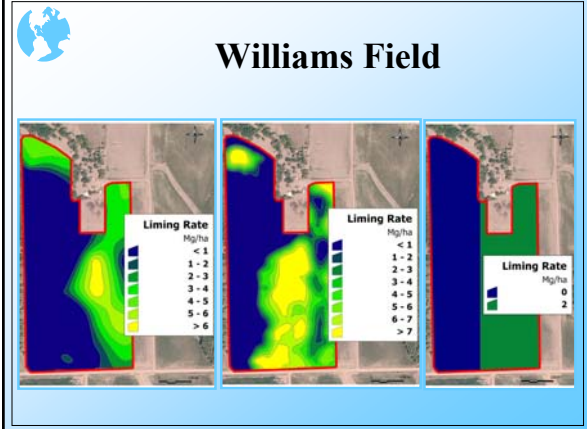 Williams Field
Liming Rate
Mg/ha
< 1
1 - 2
2 - 3
3 - 4
4 - 5
5 - 6
> 6
Liming Rate
Mg/ha
< 1
1 - 2
2 - 3
3 - 4
4 - 5
5 - 6
6 - 7
> 7
Liming Rate
Mg/ha
0
2